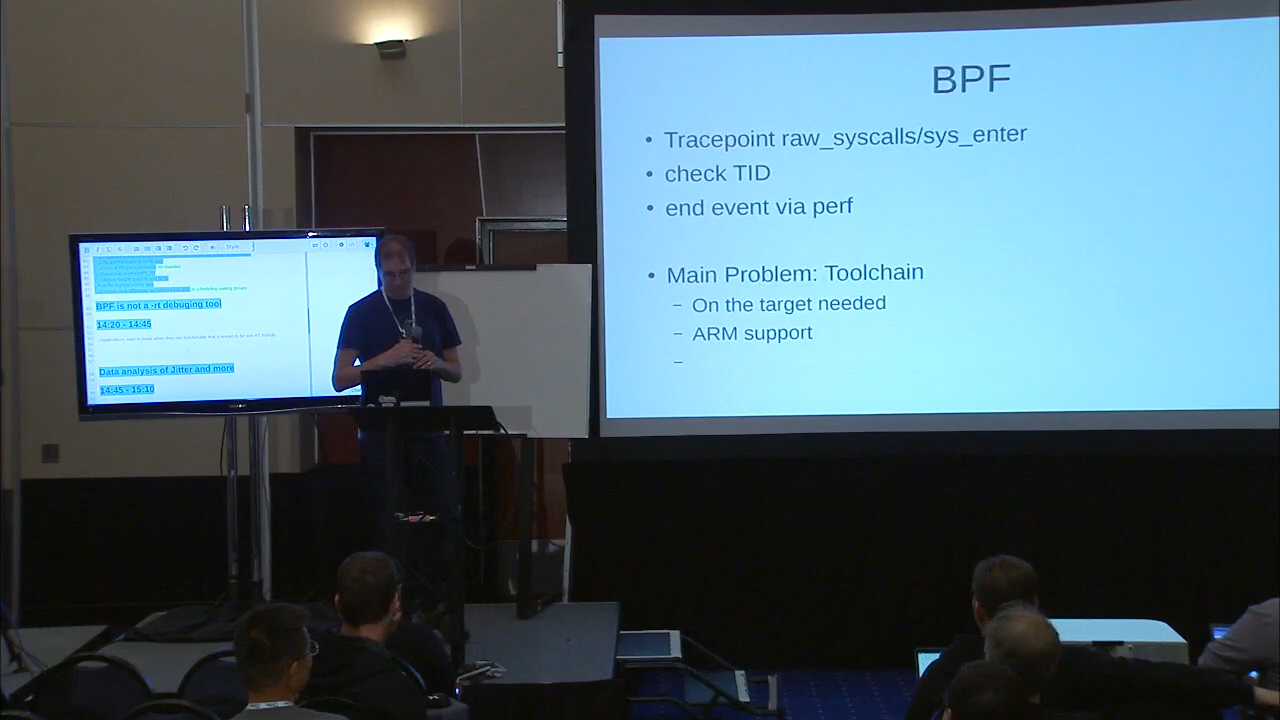 BPF
• Tracepoint raw_syscalls/sys_enter
• check TID
• end event via perf
• Main Problem: Toolchain
– On the target needed
– ARM support
–
Style
BPF is not a -rt debuging tool
14:20 - 14:45
Data analysis of Jitter and more
14:45 - 15:10